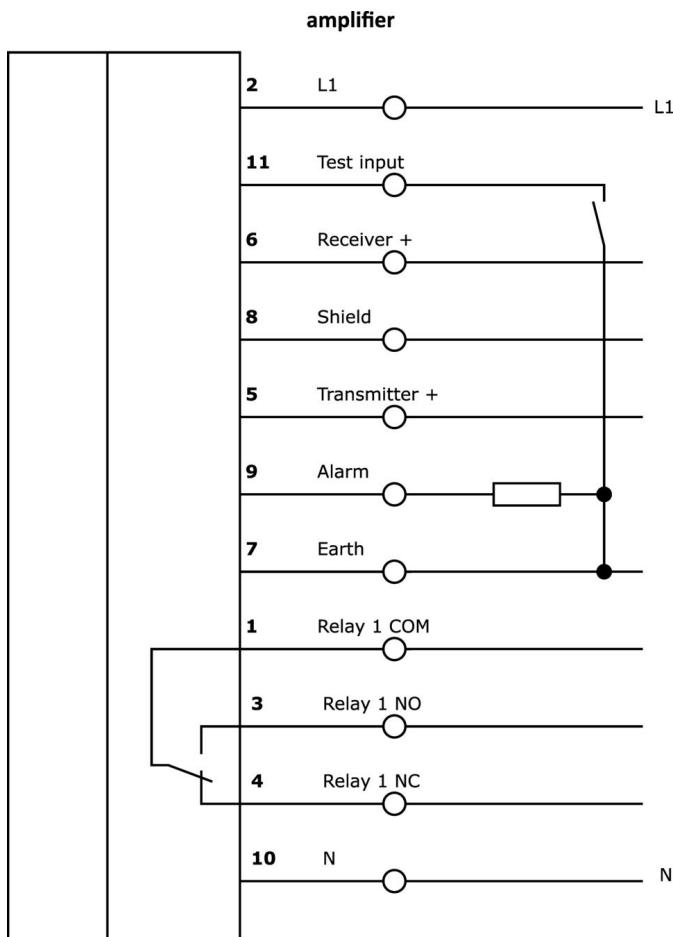 amplifier
2 L1
L1
11 Test input
6 Receiver +
8 Shield
5 Transmitter +
9 Alarm
7 Earth
1 Relay 1 COM
3 Relay 1 NO
4 Relay 1 NC
10 N
N